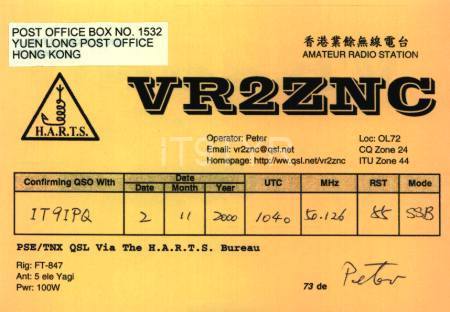 POST OFFICE BOX NO. 1532
YUEN LONG POST OFFICE
HONG KONG
香港業餘無線電台
AMATEUR RADIO STATION
VR2ZNC
H.A.R.T.S.
Operator: Peter
Email: vr2znc@qsl.net
Homepage: http://www.qsl.net/vr2znc
Loc: OL72
CQ Zone 24
ITU Zone 44
Confirming QSO With Date UTC MHz RST Mode
Date Month Year
IT9IPQ 2 11 2000 1040 50.126 55 SSB
PSE/TNX QSL Via The H.A.R.T.S. Bureau
Rig: FT-847
Ant: 5 ele Yagi
Pwr: 100W
73 de Peter